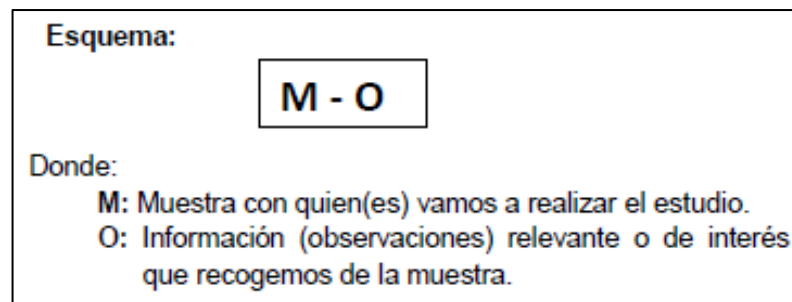 Esquema:
M - O
Donde:
M: Muestra con quien(es) vamos a realizar el estudio.
O: Información (observaciones) relevante o de interés
que recogemos de la muestra.